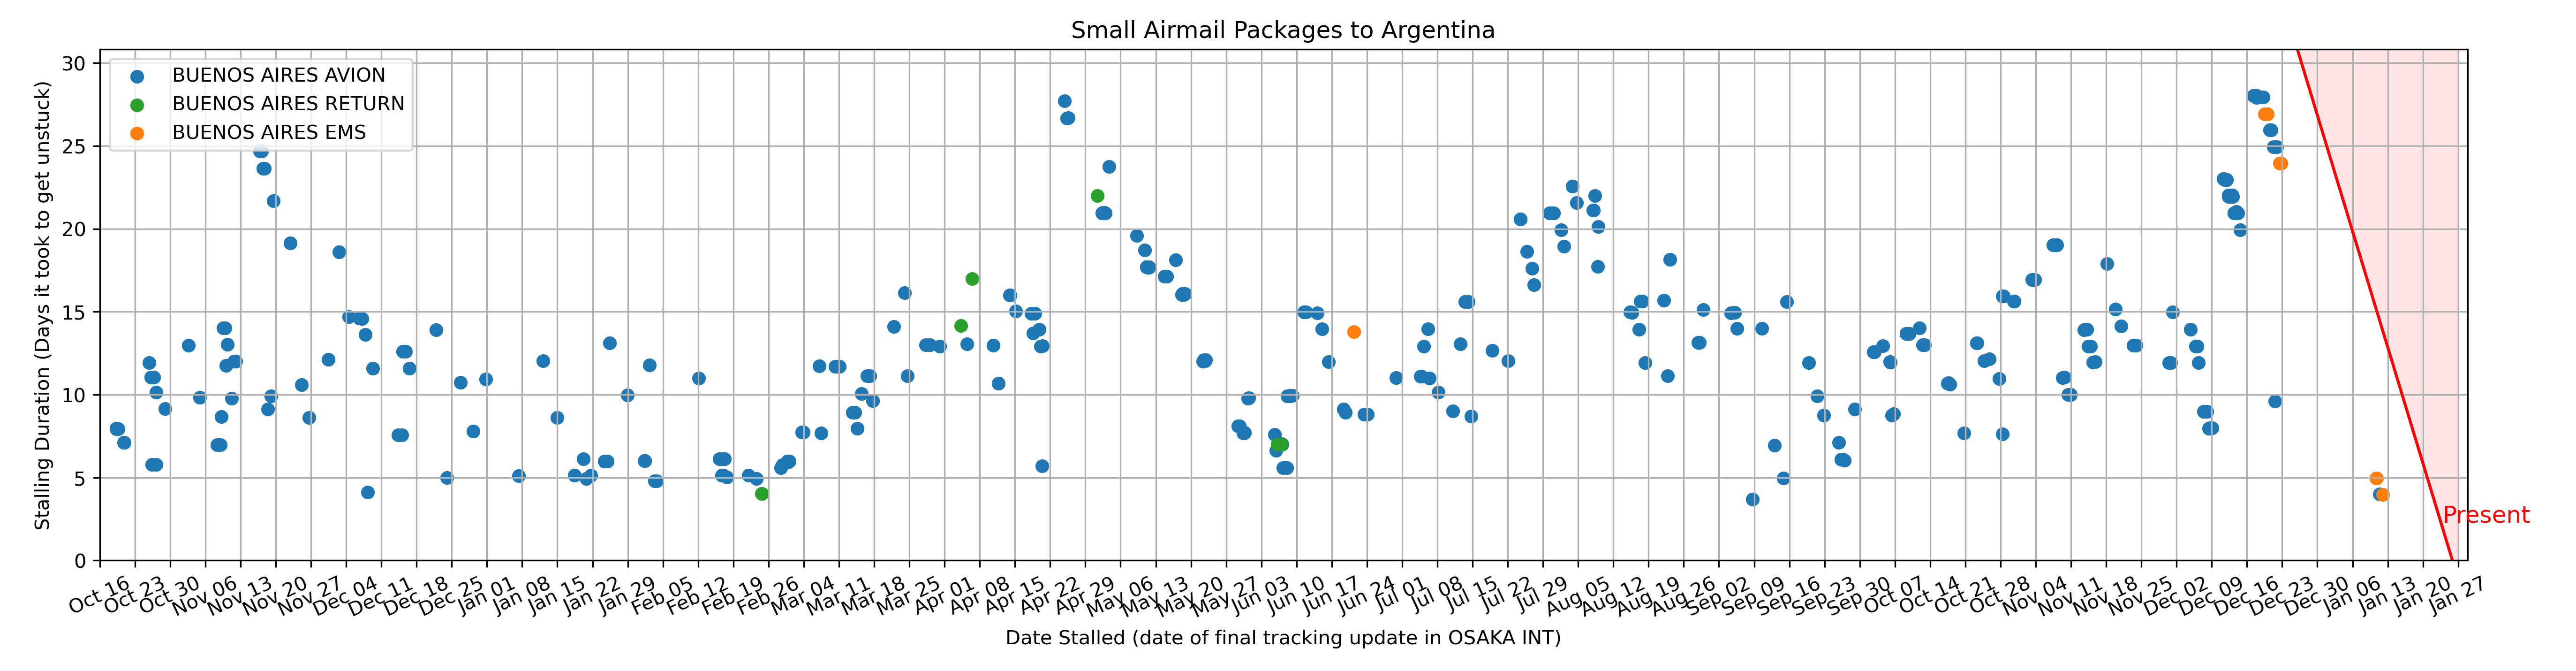 Small Airmail Packages to Argentina
Stalling Duration (Days it took to get unstuck)
30
25
20
15
10
5
0
BUENOS AIRES AVION
BUENOS AIRES RETURN
BUENOS AIRES EMS
Present
Oct 16
Oct 23
Oct 30
Nov 06
Nov 13
Nov 20
Nov 27
Dec 04
Dec 11
Dec 18
Dec 25
Jan 01
Jan 08
Jan 15
Jan 22
Jan 29
Feb 05
Feb 12
Feb 19
Feb 26
Mar 04
Mar 11
Mar 18
Mar 25
Apr 01
Apr 08
Apr 15
Apr 22
Apr 29
May 06
May 13
May 20
May 27
Jun 03
Jun 10
Jun 17
Jun 24
Jul 01
Jul 08
Jul 15
Jul 22
Jul 29
Aug 05
Aug 12
Aug 19
Aug 26
Sep 02
Sep 09
Sep 16
Sep 23
Sep 30
Oct 07
Oct 14
Oct 21
Oct 28
Nov 04
Nov 11
Nov 18
Nov 25
Dec 02
Dec 09
Dec 16
Dec 23
Dec 30
Jan 06
Jan 13
Jan 20
Jan 27
Date Stalled (date of final tracking update in OSAKA INT)